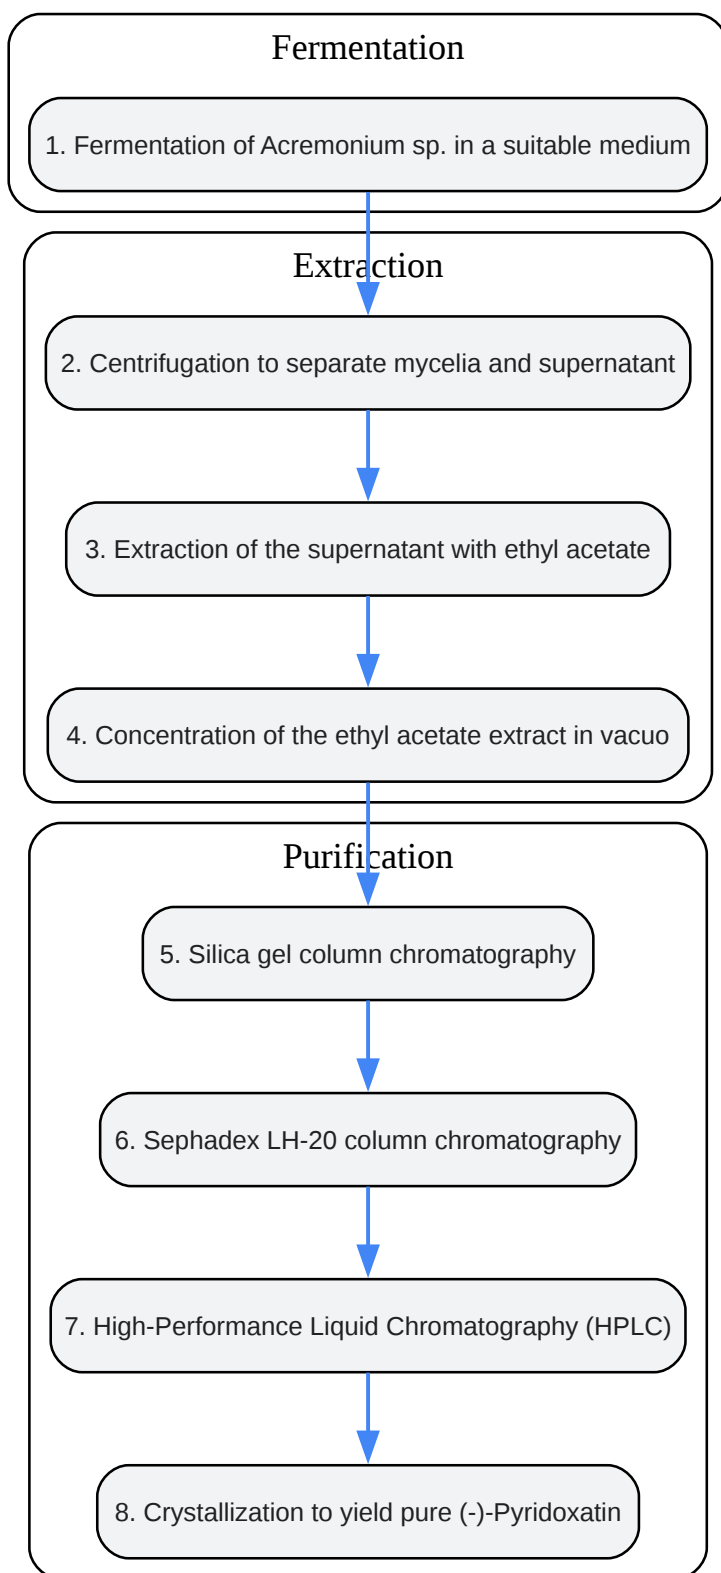 Fermentation
1. Fermentation of Acremonium sp. in a suitable medium
Extraction
2. Centrifugation to separate mycelia and supernatant
3. Extraction of the supernatant with ethyl acetate
4. Concentration of the ethyl acetate extract in vacuo
Purification
5. Silica gel column chromatography
6. Sephadex LH-20 column chromatography
7. High-Performance Liquid Chromatography (HPLC)
8. Crystallization to yield pure (-)-Pyridoxatin